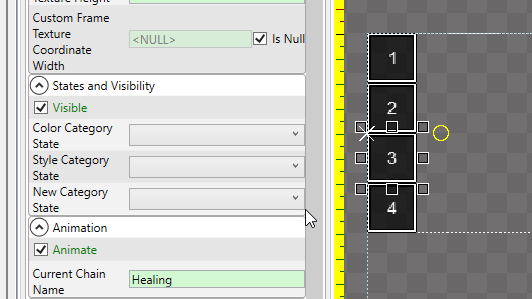 Texture Height
Custom Frame
Texture
Coordinate
Width
<NULL>
Is Null
States and Visibility
Visible
Color Category
State
Style Category
State
New Category
State
Animation
Animate
Current Chain
Name
Healing
1
2
3
4